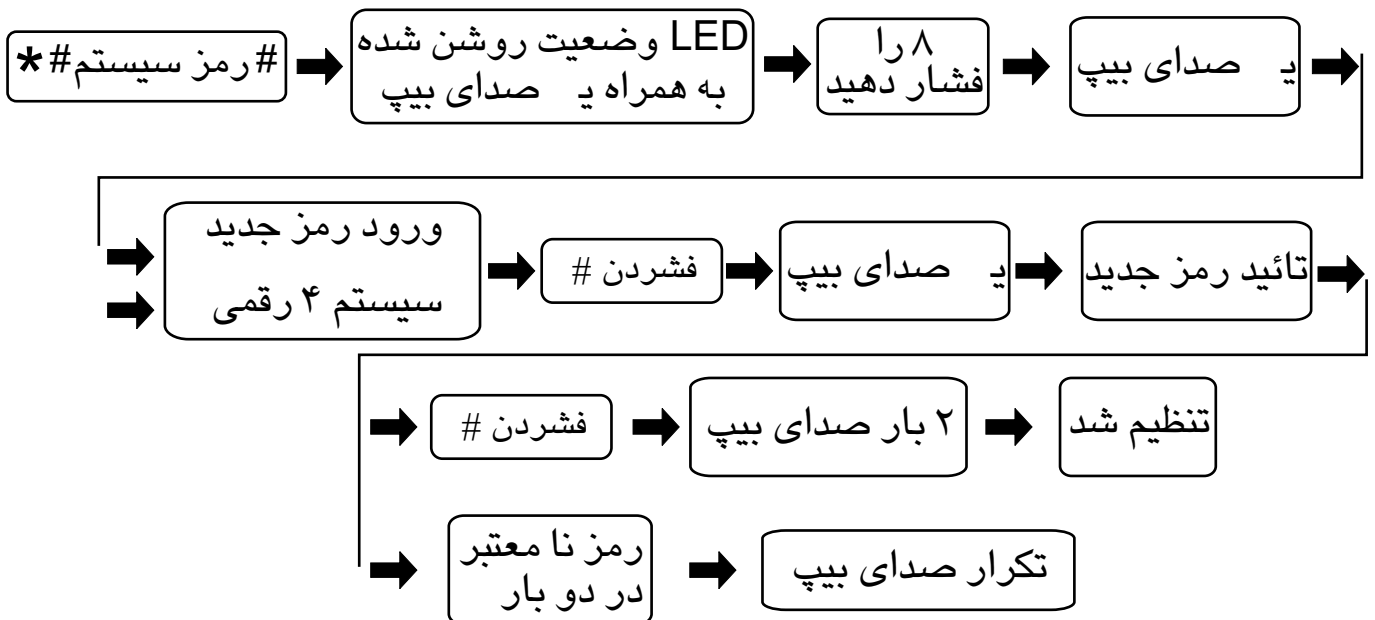 #رمز سیستم#*
LED وضعیت روشن شده
به همراه یـ صدای بیپ
۸ را
فشار دهید
یـ صدای بیپ
ورود رمز جدید
سیستم ۴ رقمی
فشردن #
یـ صدای بیپ
تائید رمز جدید
فشردن #
۲ بار صدای بیپ
تنظیم شد
رمز نا معتبر
در دو بار
تکرار صدای بیپ